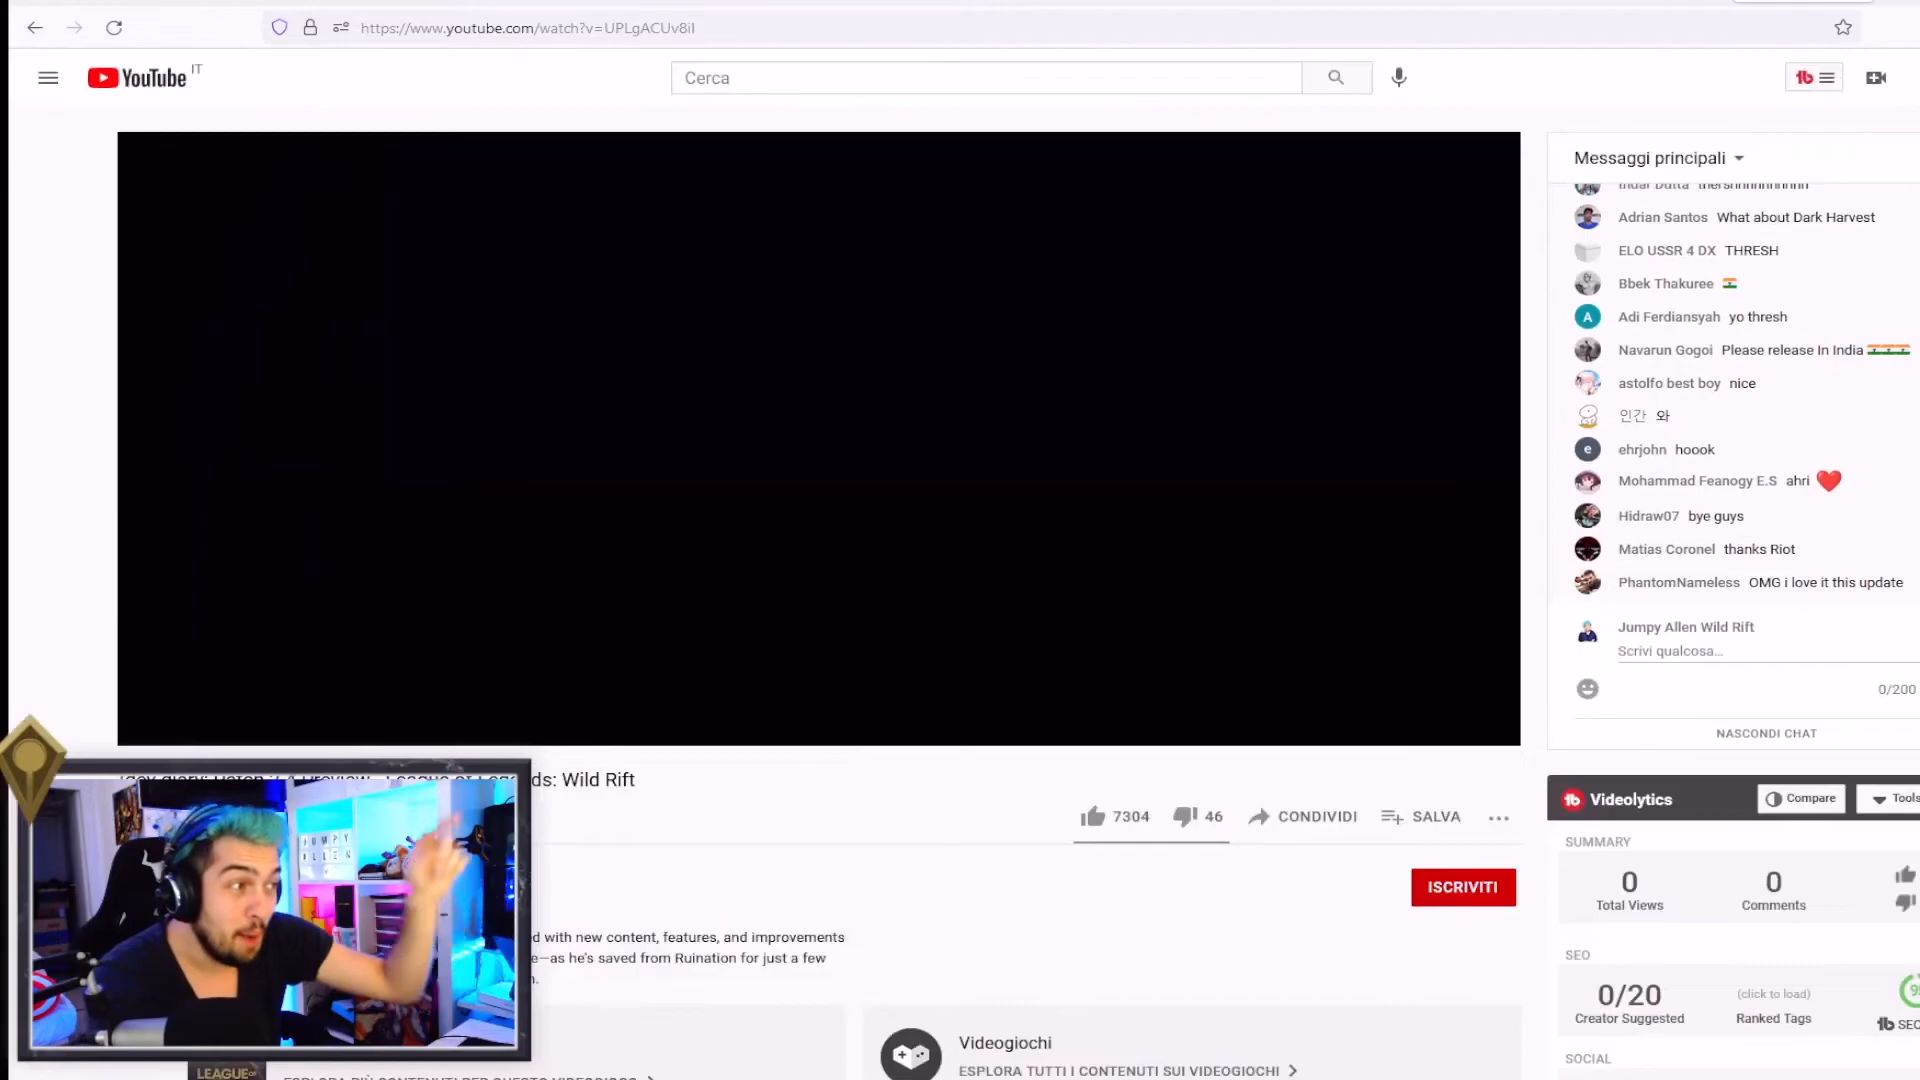 https://www.youtube.com/watch?v=UPLgACUv8iI
YouTube IT
Cerca
Messaggi principali
Adrian Santos What about Dark Harvest
ELO USSR 4 DX THRESH
Bbek Thakuree
Adi Ferdiansyah yo thresh
Navarun Gogoi Please release In India
astolfo best boy nice
인간 와
ehrjohn hoook
Mohammad Feanogy E.S ahri ❤️
Hidraw07 bye guys
Matias Coronel thanks Riot
PhantomNameless OMG i love it this update
Jumpy Allen Wild Rift
Scrivi qualcosa...
0/200
NASCONDI CHAT
ds: Wild Rift
7304 46 CONDIVIDI SALVA
ISCRIVITI
d with new content, features, and improvements
e—as he's saved from Ruination for just a few
n.
JUMPY
ALLEN
LEAGUE OF
Videogiochi
ESPLORA TUTTI I CONTENUTI SUI VIDEOGIOCHI
Videolytics Compare Tools
SUMMARY
0 0
Total Views Comments
SEO
0/20 (click to load)
Creator Suggested Ranked Tags
SOCIAL